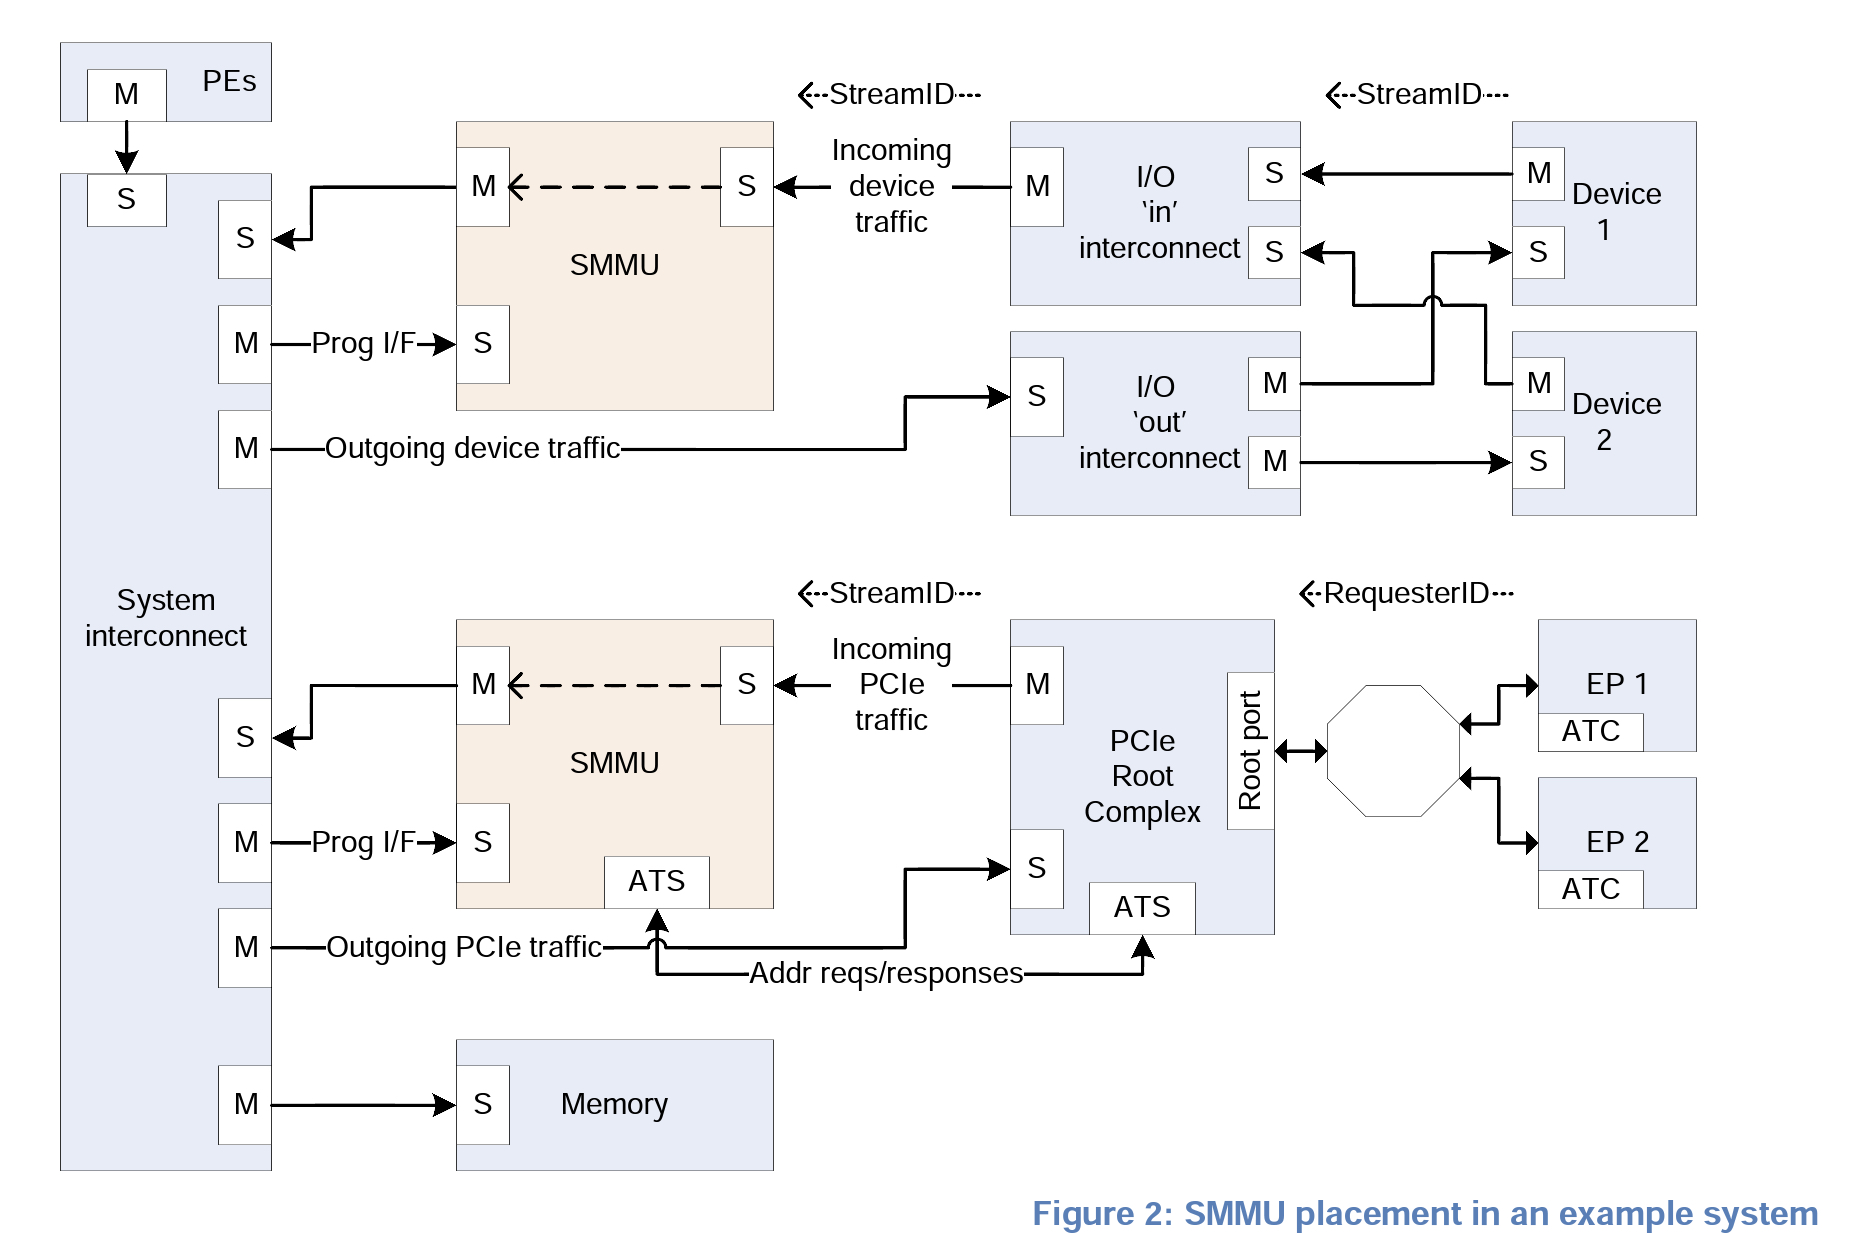 M
PEs
S
StreamID
StreamID
S
M
M
Prog I/F
Outgoing device traffic
M
S
SMMU
S
Incoming
device
traffic
M
I/O
‘in’
interconnect
S
S
M
Device
1
S
S
I/O
‘out’
interconnect
M
M
M
Device
2
S
System
interconnect
StreamID
RequesterID
S
M
M
Prog I/F
Outgoing PCIe traffic
M
S
SMMU
S
ATS
Incoming
PCIe
traffic
M
PCIe
Root
Complex
Root port
S
ATS
Addr reqs/responses
EP 1
ATC
EP 2
ATC
M
S
Memory
Figure 2: SMMU placement in an example system